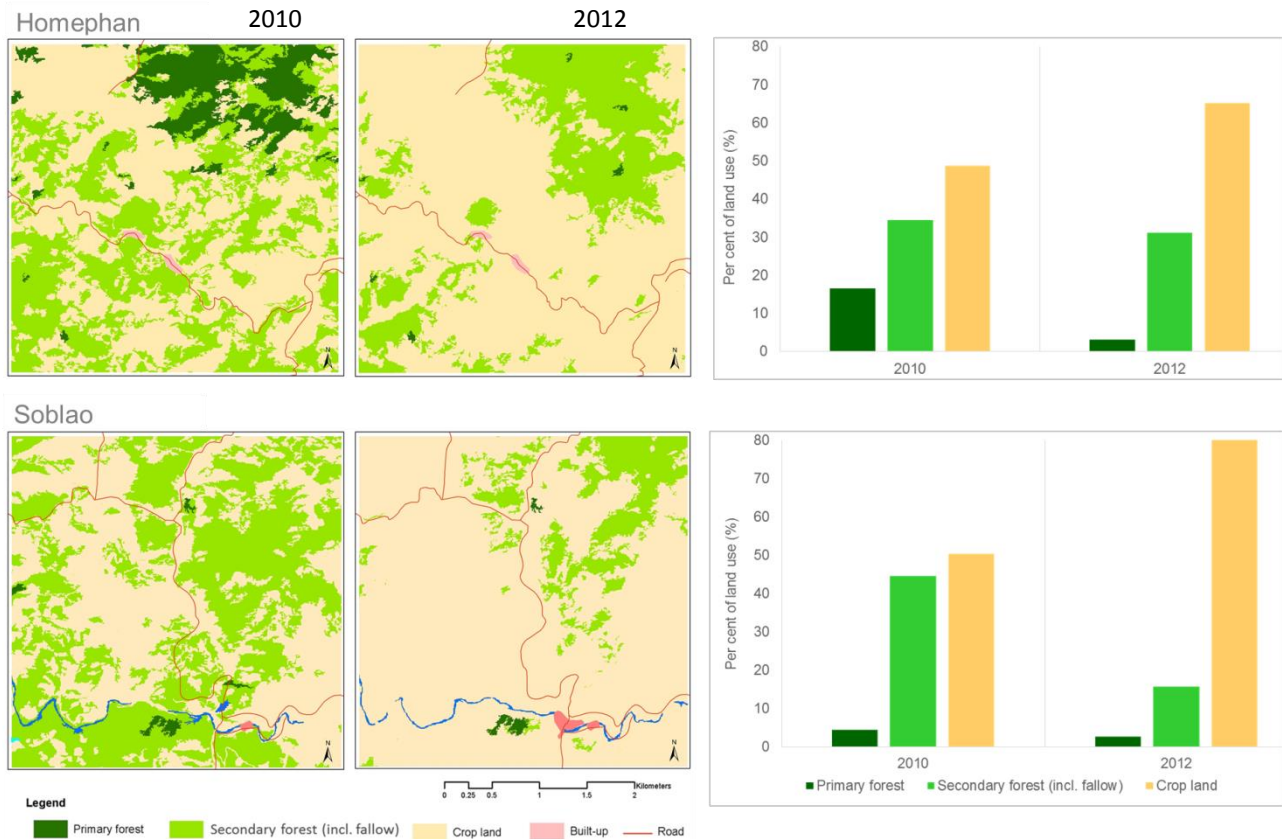 Homephan
2010
2012
N
N
Per cent of land use (%)
80
70
60
50
40
30
20
10
0
2010
2012
Soblao
N
N
Per cent of land use (%)
80
70
60
50
40
30
20
10
0
2010
2012
Primary forest
Secondary forest (incl. fallow)
Crop land
Kilometers
0 0.25 0.5 1 1.5 2
Legend
Primary forest
Secondary forest (incl. fallow)
Crop land
Built-up
Road